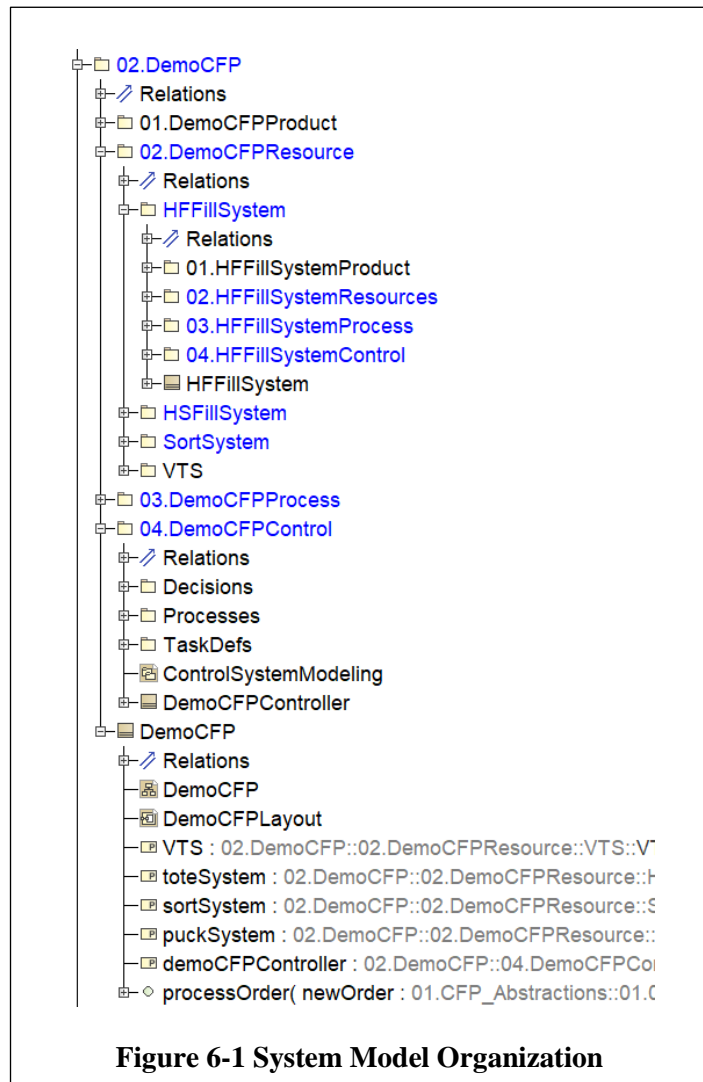 02.DemoCFP
Relations
01.DemoCFPProduct
02.DemoCFPResource
Relations
HFFillSystem
Relations
01.HFFillSystemProduct
02.HFFillSystemResources
03.HFFillSystemProcess
04.HFFillSystemControl
HFFillSystem
HSFillSystem
SortSystem
VTS
03.DemoCFPProcess
04.DemoCFPControl
Relations
Decisions
Processes
TaskDefs
ControlSystemModeling
DemoCFPController
DemoCFP
Relations
DemoCFP
DemoCFPLayout
VTS : 02.DemoCFP::02.DemoCFPResource::VTS::VT
toteSystem : 02.DemoCFP::02.DemoCFPResource::H
sortSystem : 02.DemoCFP::02.DemoCFPResource::S
puckSystem : 02.DemoCFP::02.DemoCFPResource::
demoCFPController : 02.DemoCFP::04.DemoCFPCo
processOrder( newOrder : 01.CFP_Abstractions::01.0
Figure 6-1 System Model Organization